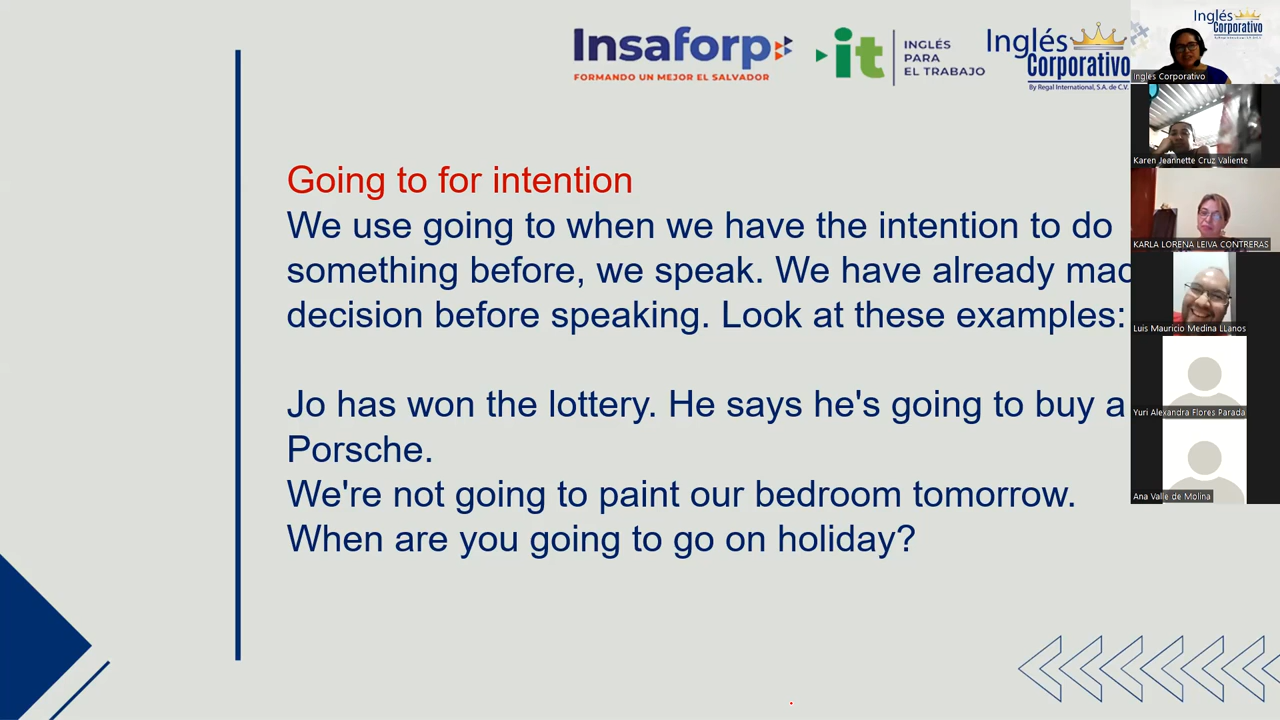 Insaforp
FORMANDO UN MEJOR EL SALVADOR
it
INGLÉS
PARA
EL TRABAJO
Inglés
Corporativo
By Regal International, S.A. de C.V.
Going to for intention
We use going to when we have the intention to do
something before, we speak. We have already mad
decision before speaking. Look at these examples:
Jo has won the lottery. He says he's going to buy a
Porsche.
We're not going to paint our bedroom tomorrow.
When are you going to go on holiday?
Inglés
Corporativo
Inglés Corporativo
Karen Jeannette Cruz Valiente
KARLA LORENA LEIVA CONTRERAS
Luis Mauricio Medina LLanos
Yuri Alexandra Flores Parada
Ana Valle de Molina